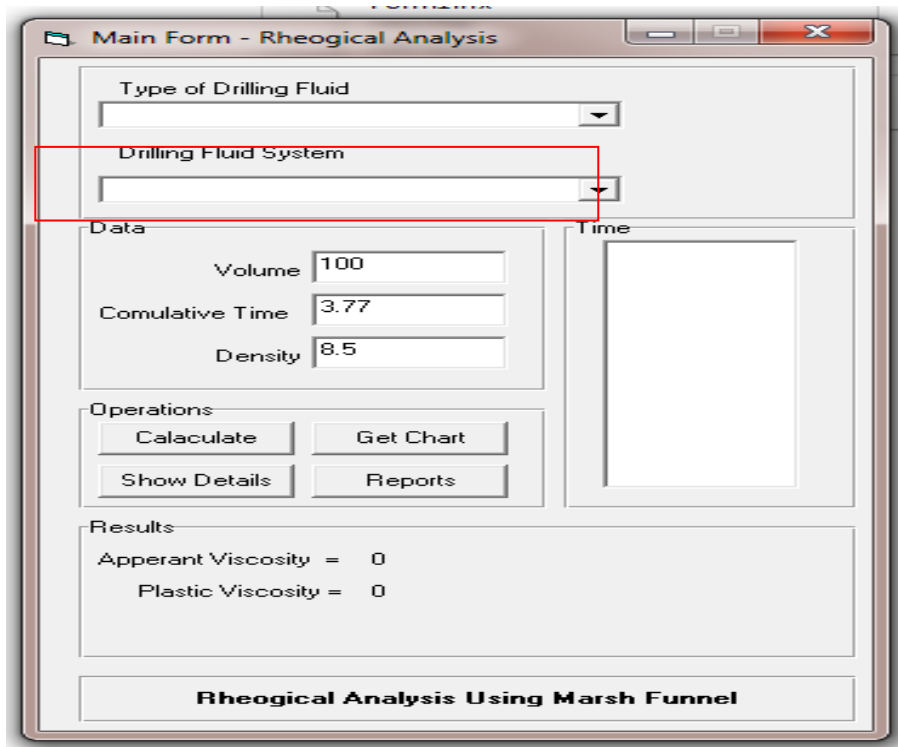 Main Form - Rheogical Analysis
Type of Drilling Fluid
Drilling Fluid System
Data
Time
Volume 100
Comulative Time 3.77
Density 8.5
Operations
Calaculate Get Chart
Show Details Reports
Results
Apperant Viscosity = 0
Plastic Viscosity = 0
Rheogical Analysis Using Marsh Funnel